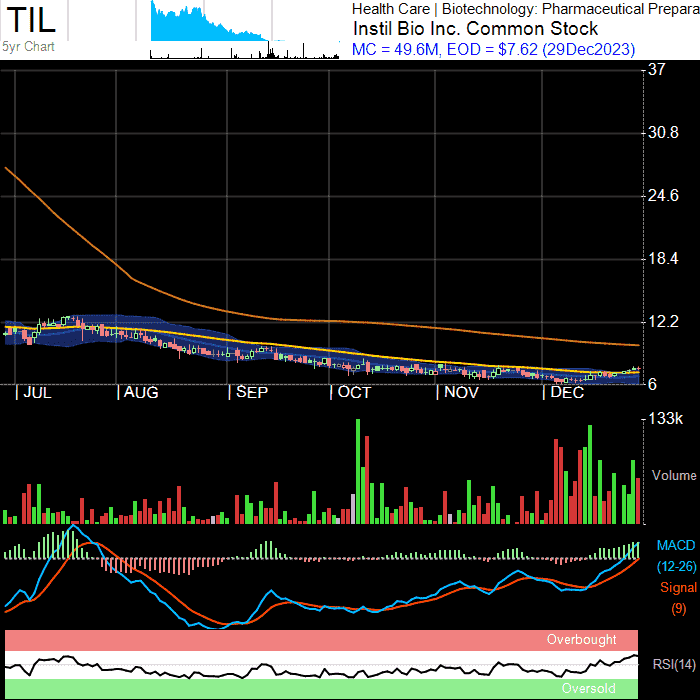 TIL
5yr Chart
Health Care | Biotechnology: Pharmaceutical Prepara
Instil Bio Inc. Common Stock
MC = 49.6M, EOD = $7.62 (29Dec2023)
37
30.8
24.6
18.4
12.2
6
JUL AUG SEP OCT NOV DEC
133k
Volume
MACD
(12-26)
Signal
(9)
Overbought
RSI(14)
Oversold